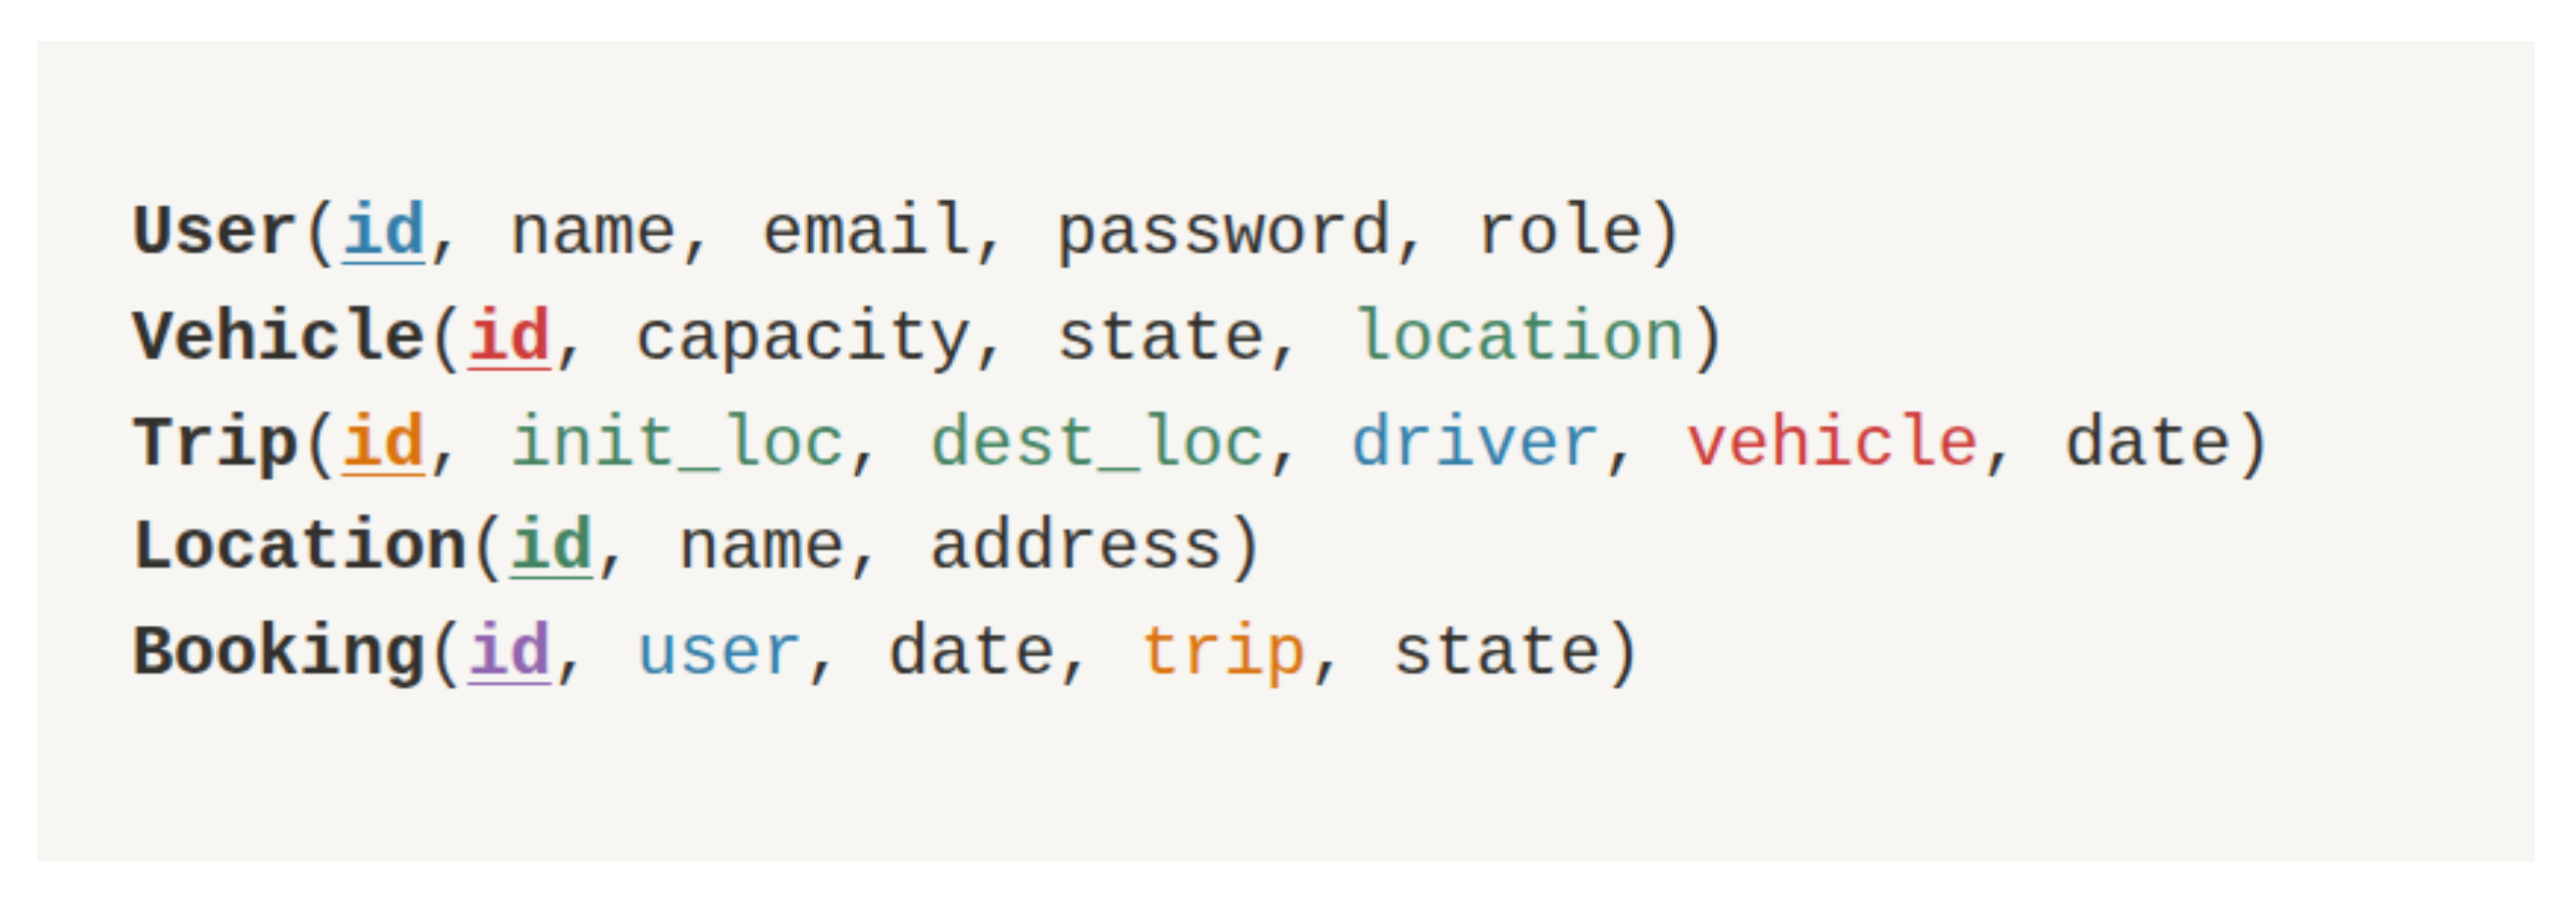 User(id, name, email, password, role)
Vehicle(id, capacity, state, location)
Trip(id, init_loc, dest_loc, driver, vehicle, date)
Location(id, name, address)
Booking(id, user, date, trip, state)